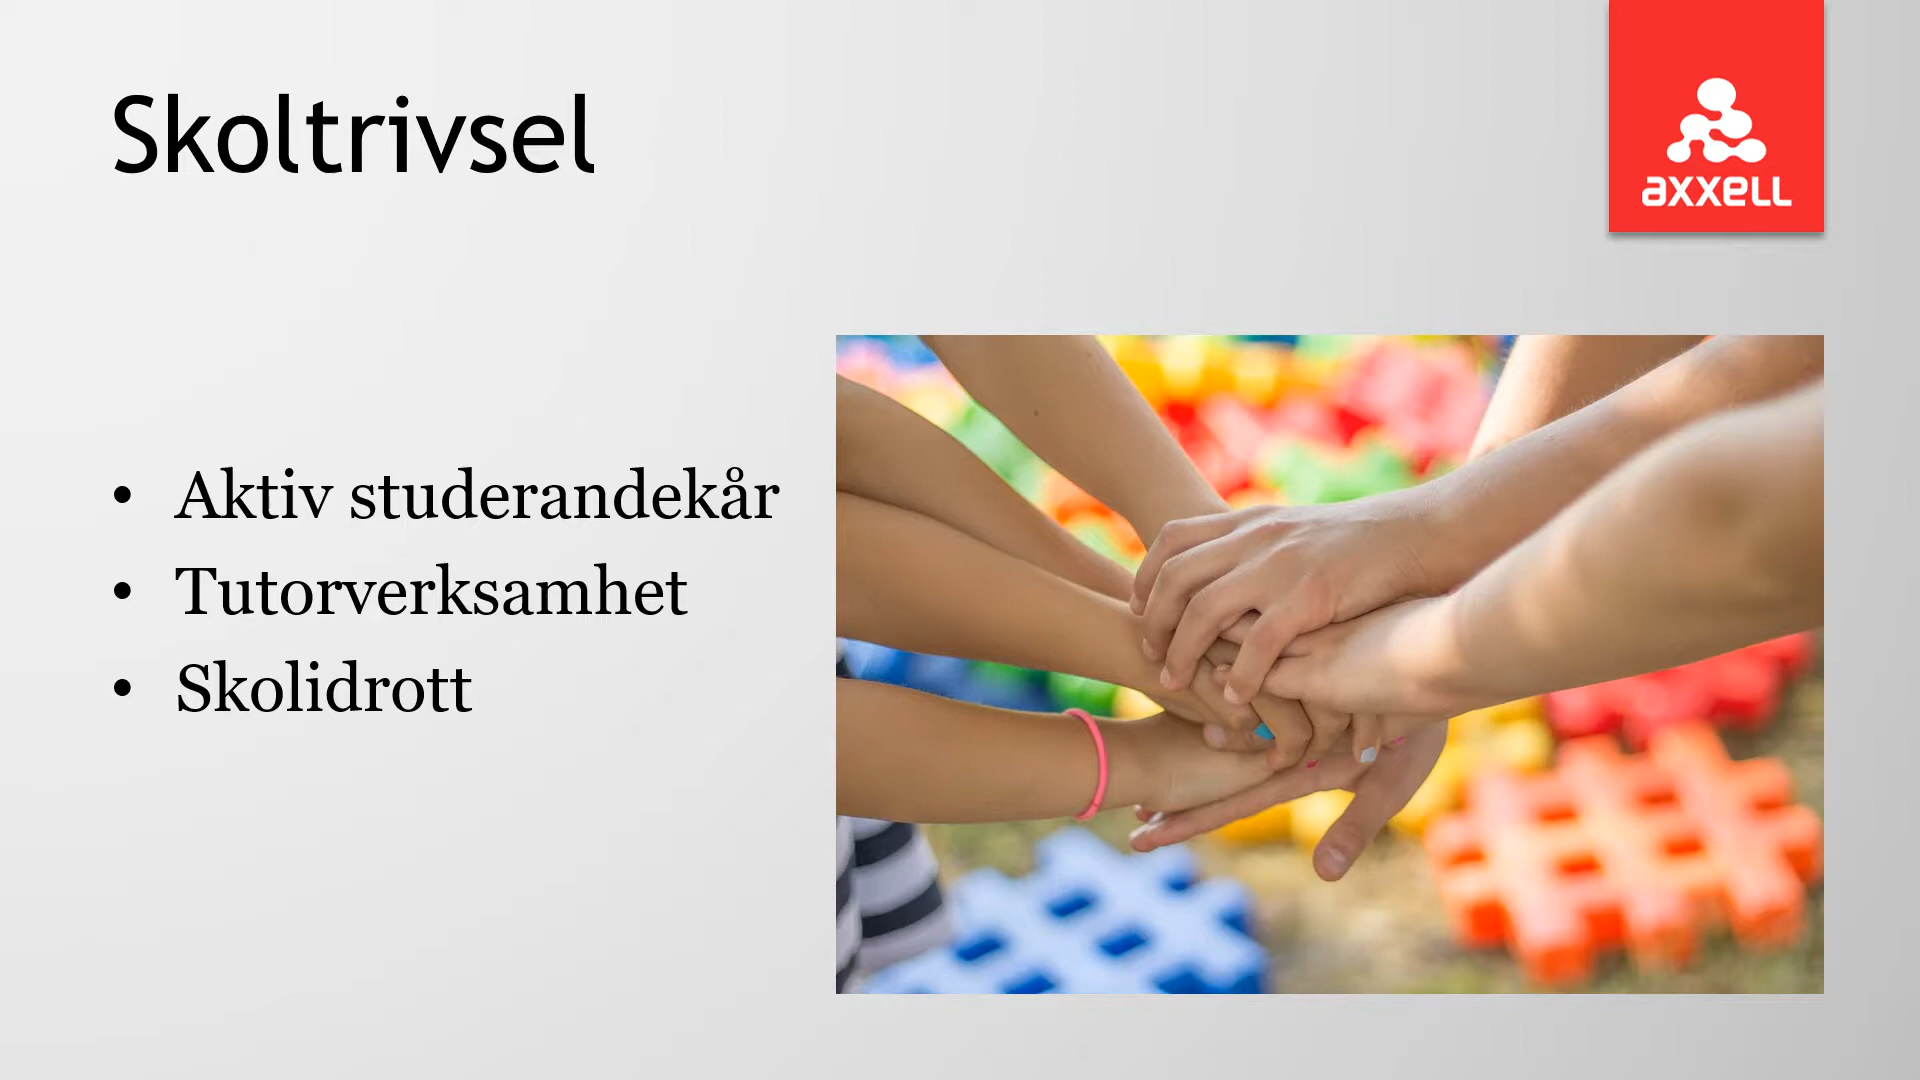 Skoltrivsel
axxell
• Aktiv studerandekår
• Tutorverksamhet
• Skolidrott